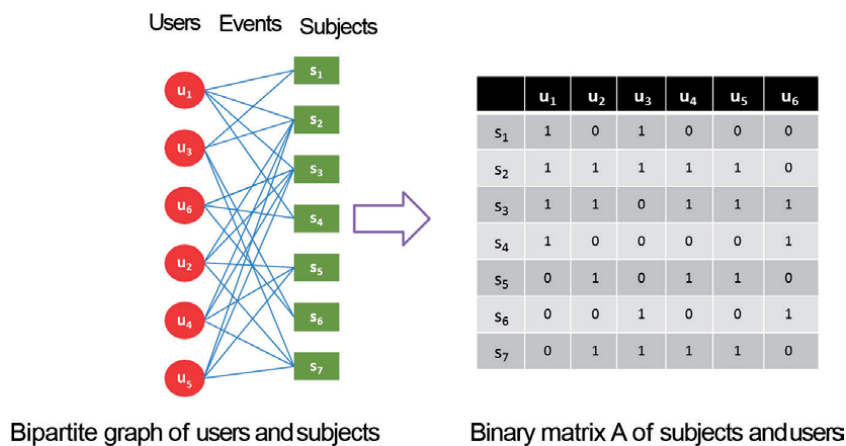 Users Events Subjects
u1
u3
u6
u2
u4
u5
s1
s2
s3
s4
s5
s6
s7
u1 u2 u3 u4 u5 u6
s1 1 0 1 0 0 0
s2 1 1 1 1 1 0
s3 1 1 0 1 1 1
s4 1 0 0 0 0 1
s5 0 1 0 1 1 0
s6 0 0 1 0 0 1
s7 0 1 1 1 1 0
Bipartite graph of users and subjects
Binary matrix A of subjects and users